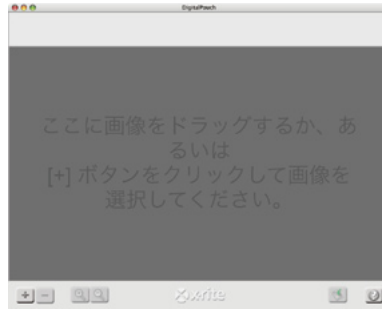 DigitalPouch
ここに画像をドラッグするか、あ
るいは
[+] ボタンをクリックして画像を
選択してください。
x-rite